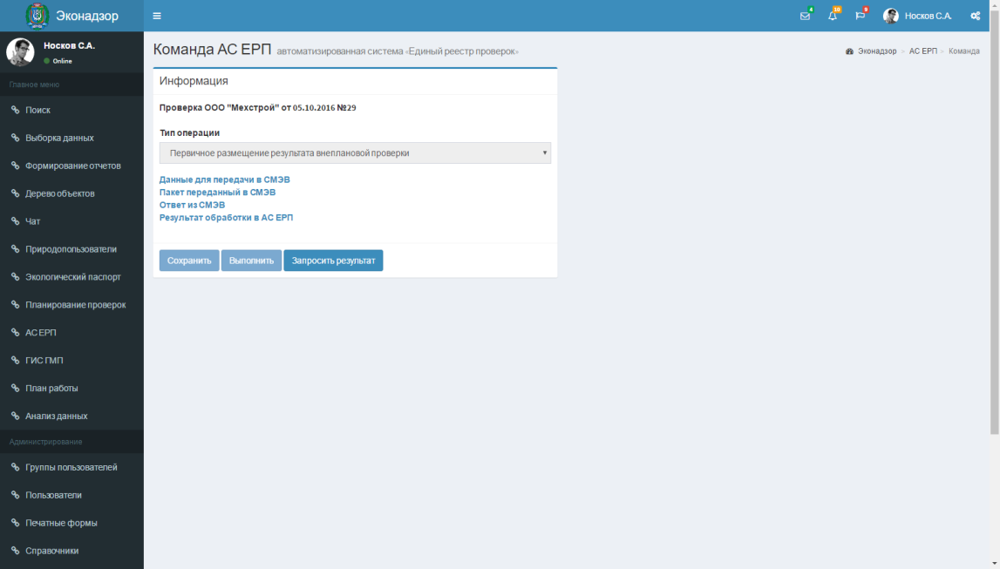 Эконадзор
4
10
9
Носков С.А.
Носков С.А.
Online
Команда АС ЕРП автоматизированная система «Единый реестр проверок»
Эконадзор > АС ЕРП > Команда
Главное меню
Поиск
Выборка данных
Формирование отчетов
Дерево объектов
Чат
Природопользователи
Экологический паспорт
Планирование проверок
АС ЕРП
ГИС ГМП
План работы
Анализ данных
Администрирование
Группы пользователей
Пользователи
Печатные формы
Справочники
Информация
Проверка ООО "Мехстрой" от 05.10.2016 №29
Тип операции
Первичное размещение результата внеплановой проверки
Данные для передачи в СМЭВ
Пакет переданный в СМЭВ
Ответ из СМЭВ
Результат обработки в АС ЕРП
Сохранить Выполнить Запросить результат